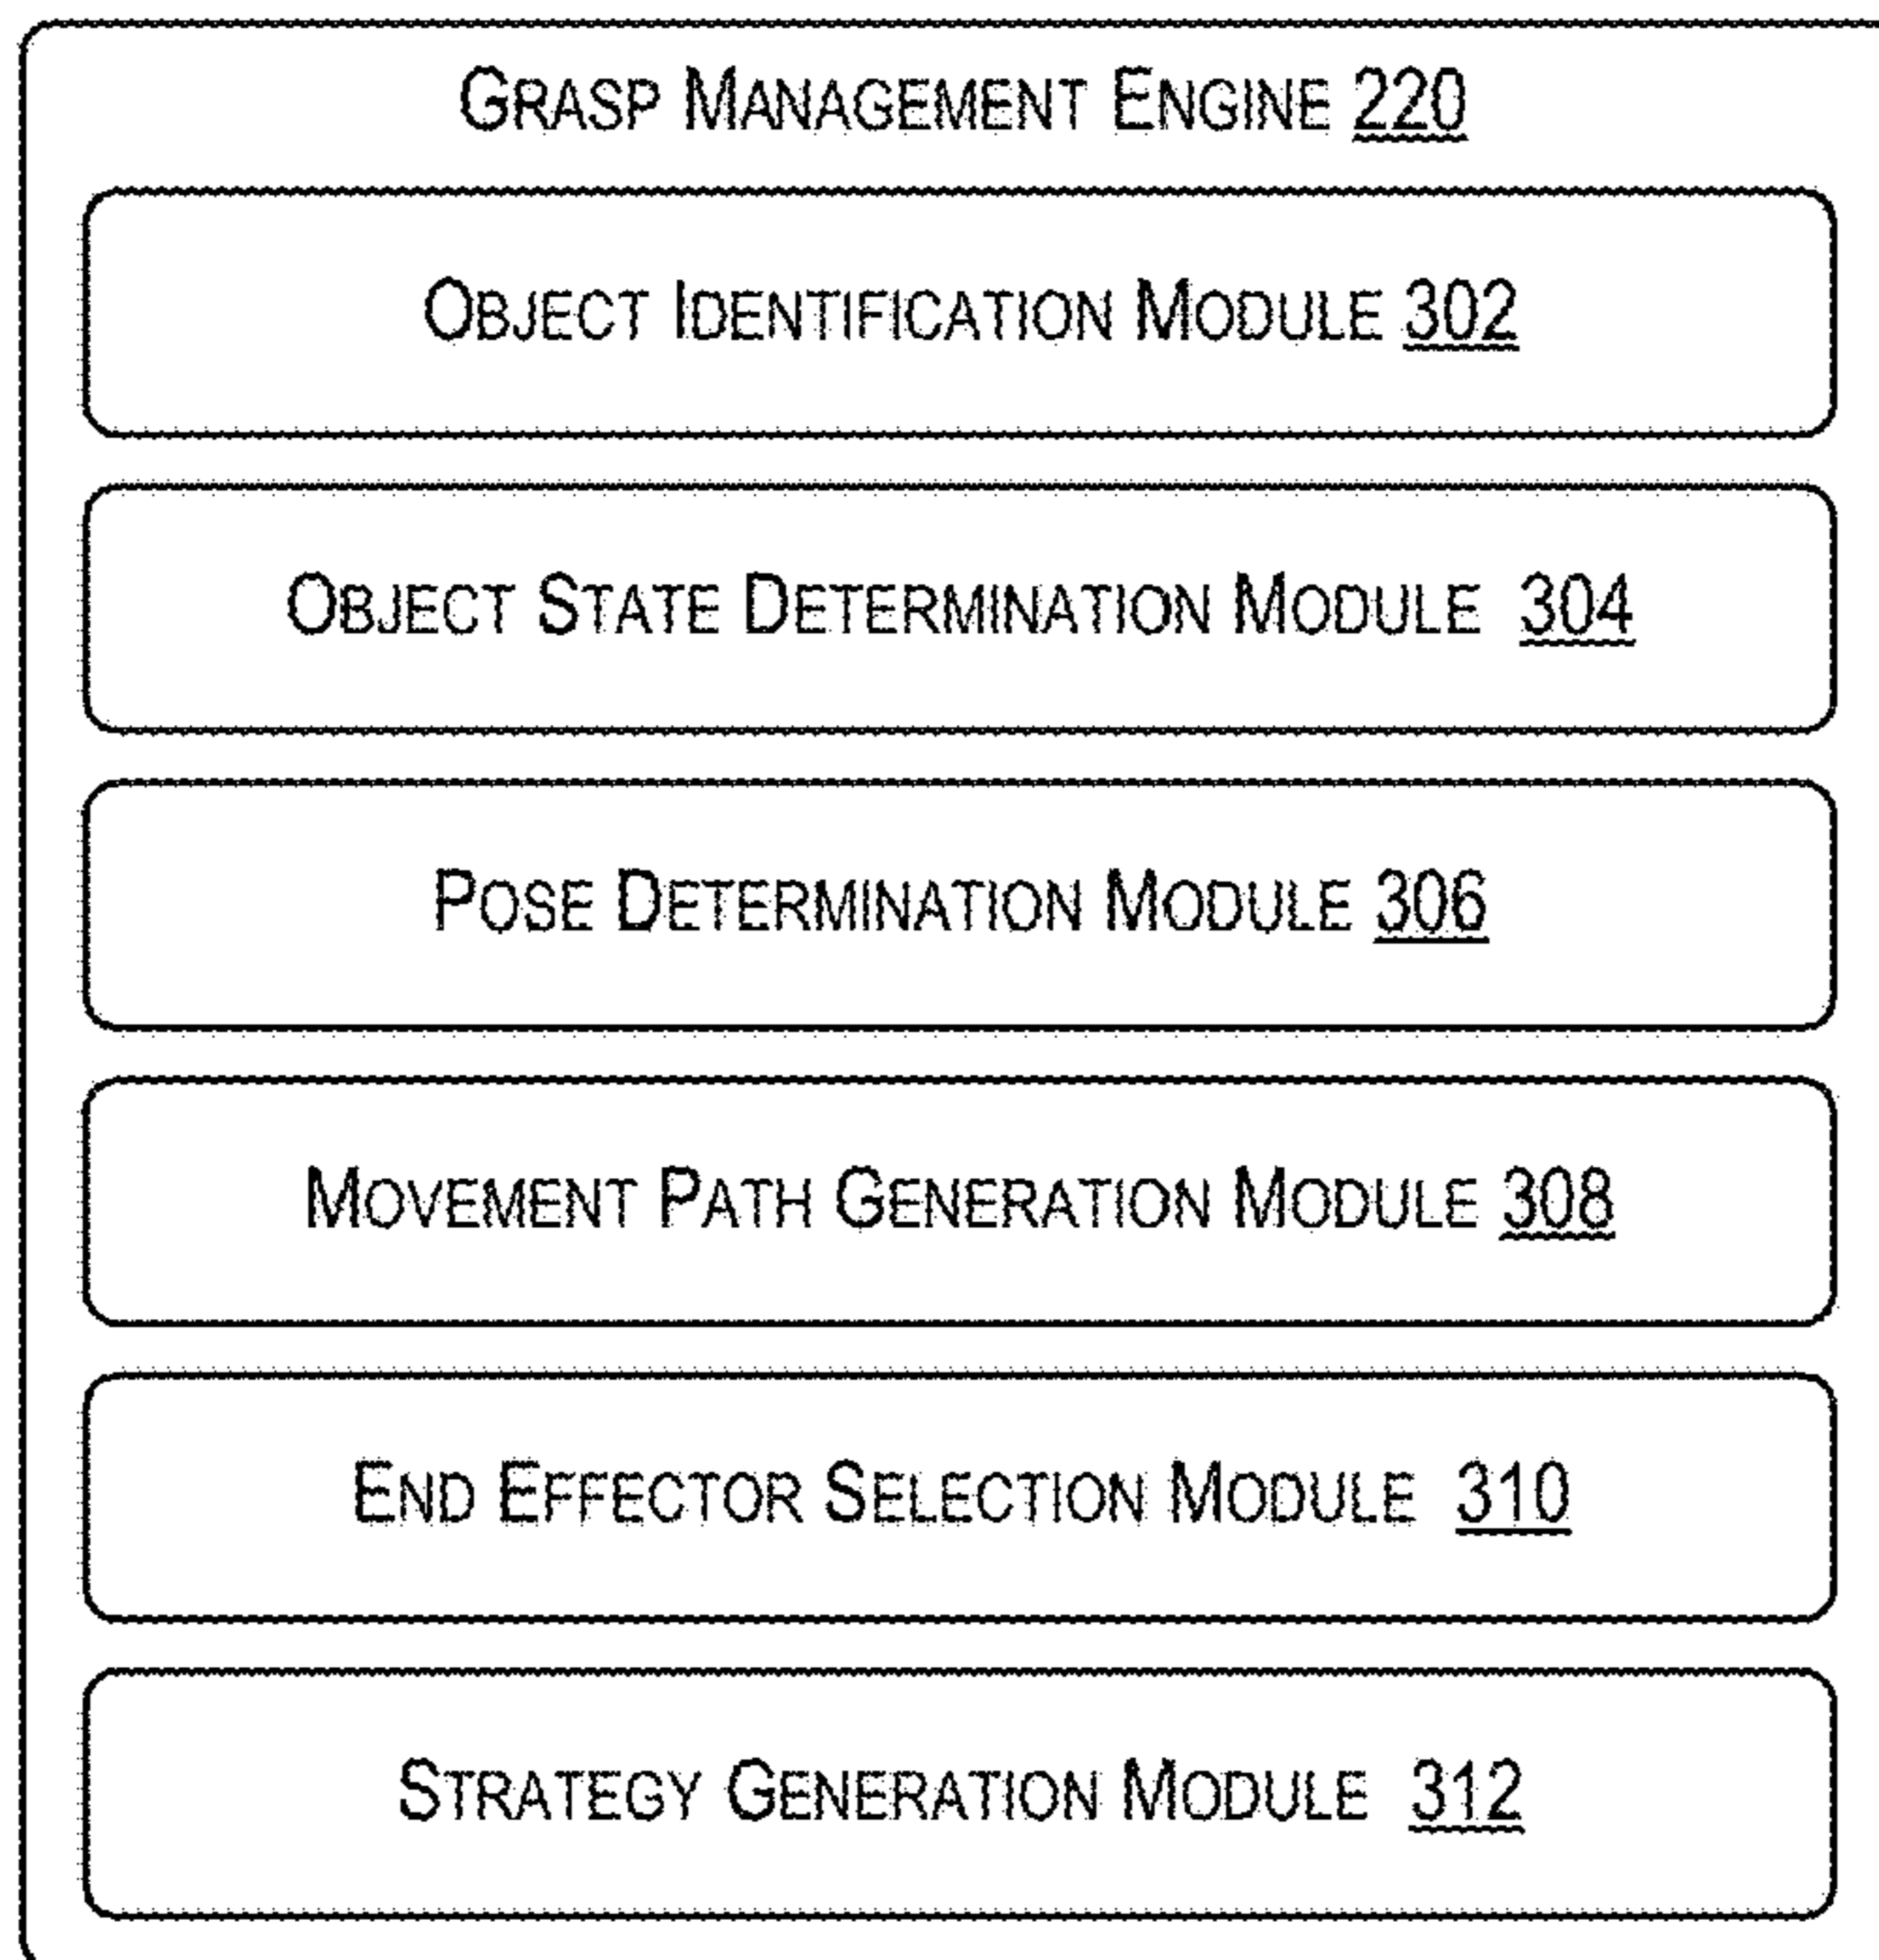 GRASP MANAGEMENT ENGINE 220
OBJECT IDENTIFICATION MODULE 302
OBJECT STATE DETERMINATION MODULE 304
POSE DETERMINATION MODULE 306
MOVEMENT PATH GENERATION MODULE 308
END EFFECTOR SELECTION MODULE 310
STRATEGY GENERATION MODULE 312